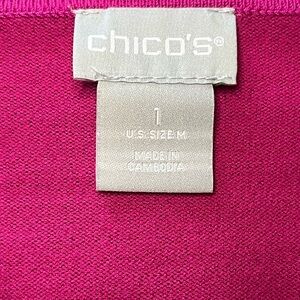 chico's®
1
U.S. SIZE M
MADE IN
CAMBODIA